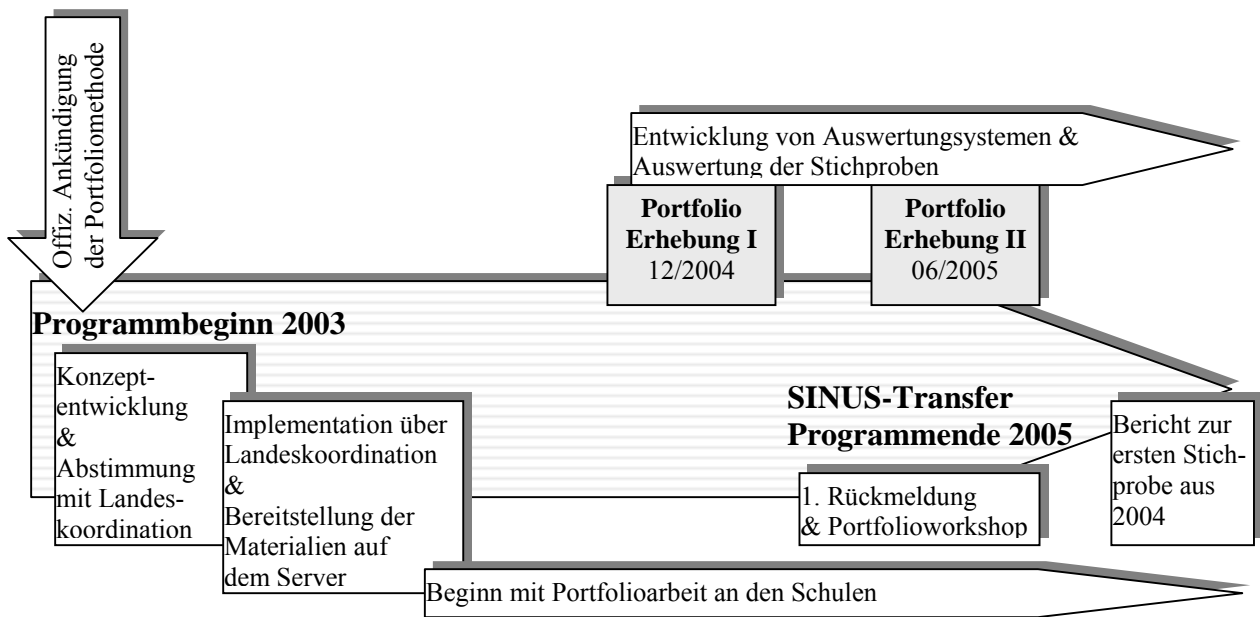 Offiz. Ankündigung
der Portfoliomethode
Entwicklung von Auswertungsystemen &
Auswertung der Stichproben
Portfolio
Erhebung I
12/2004
Portfolio
Erhebung II
06/2005
Programmbeginn 2003
Konzept-
entwicklung
&
Abstimmung
mit Landes-
koordination
Implementation über
Landeskoordination
&
Bereitstellung der
Materialien auf
dem Server
SINUS-Transfer
Programmende 2005
1. Rückmeldung
& Portfolioworkshop
Bericht zur
ersten Stich-
probe aus
2004
Beginn mit Portfolioarbeit an den Schulen